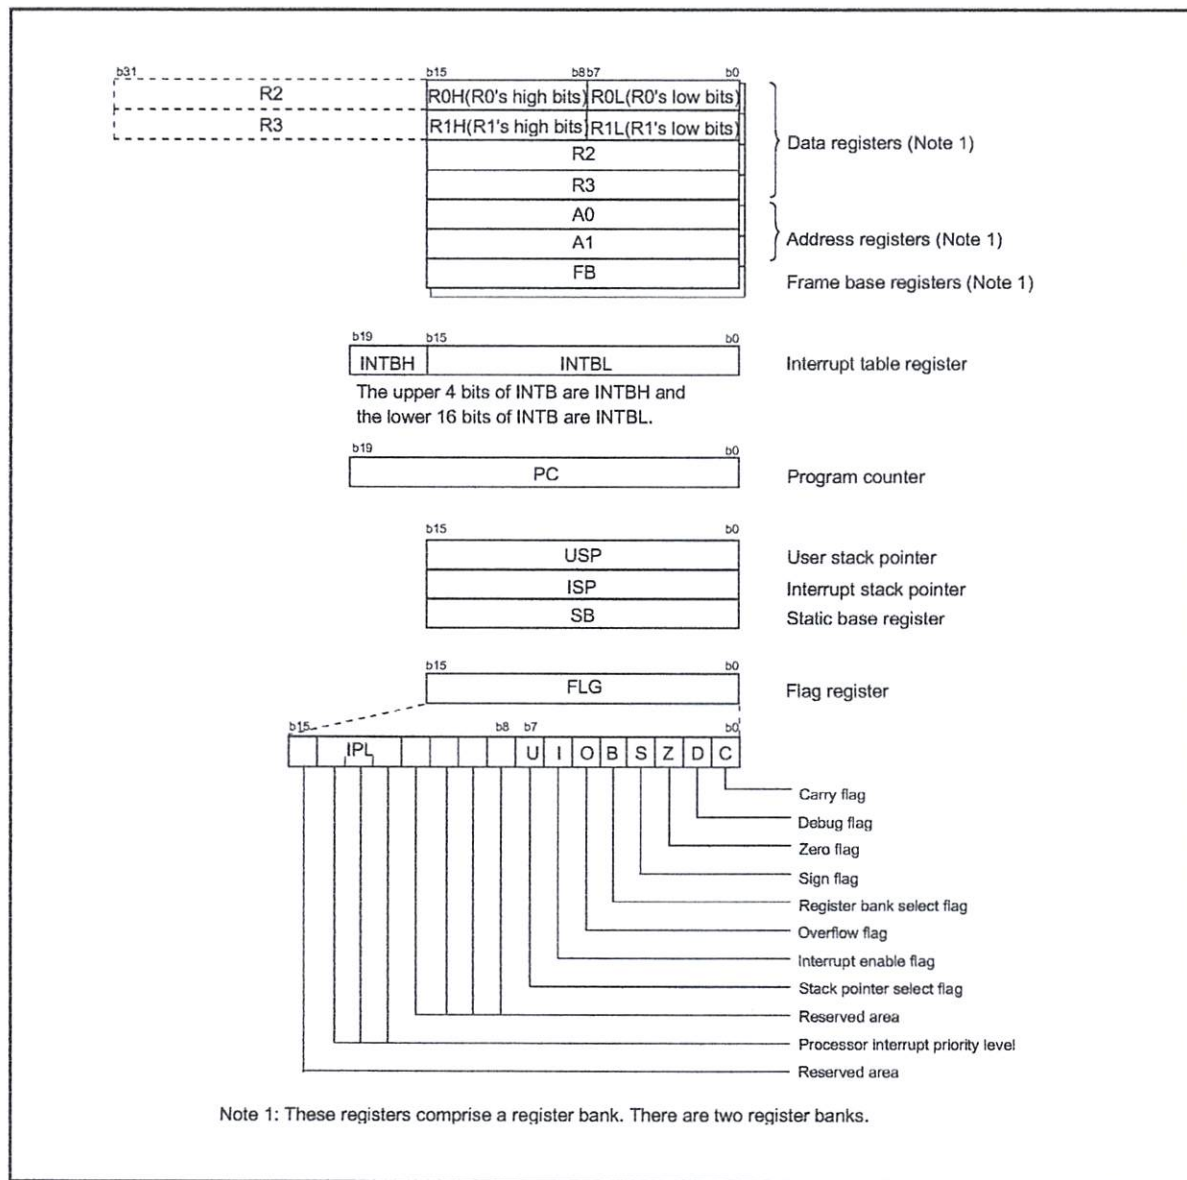 b31 b15 b8 b7 b0
R2 R0H(R0's high bits) R0L(R0's low bits)
R3 R1H(R1's high bits) R1L(R1's low bits)
Data registers (Note 1)
R2
R3
A0
A1
Address registers (Note 1)
FB
Frame base registers (Note 1)
b19 b15 b0
INTBH INTBL Interrupt table register
The upper 4 bits of INTB are INTBH and
the lower 16 bits of INTB are INTBL.
b19 b0
PC Program counter
b15 b0
USP User stack pointer
ISP Interrupt stack pointer
SB Static base register
b15 b0
FLG Flag register
b15 b8 b7 b0
IPL U I O B S Z D C
Carry flag
Debug flag
Zero flag
Sign flag
Register bank select flag
Overflow flag
Interrupt enable flag
Stack pointer select flag
Reserved area
Processor interrupt priority level
Reserved area
Note 1: These registers comprise a register bank. There are two register banks.